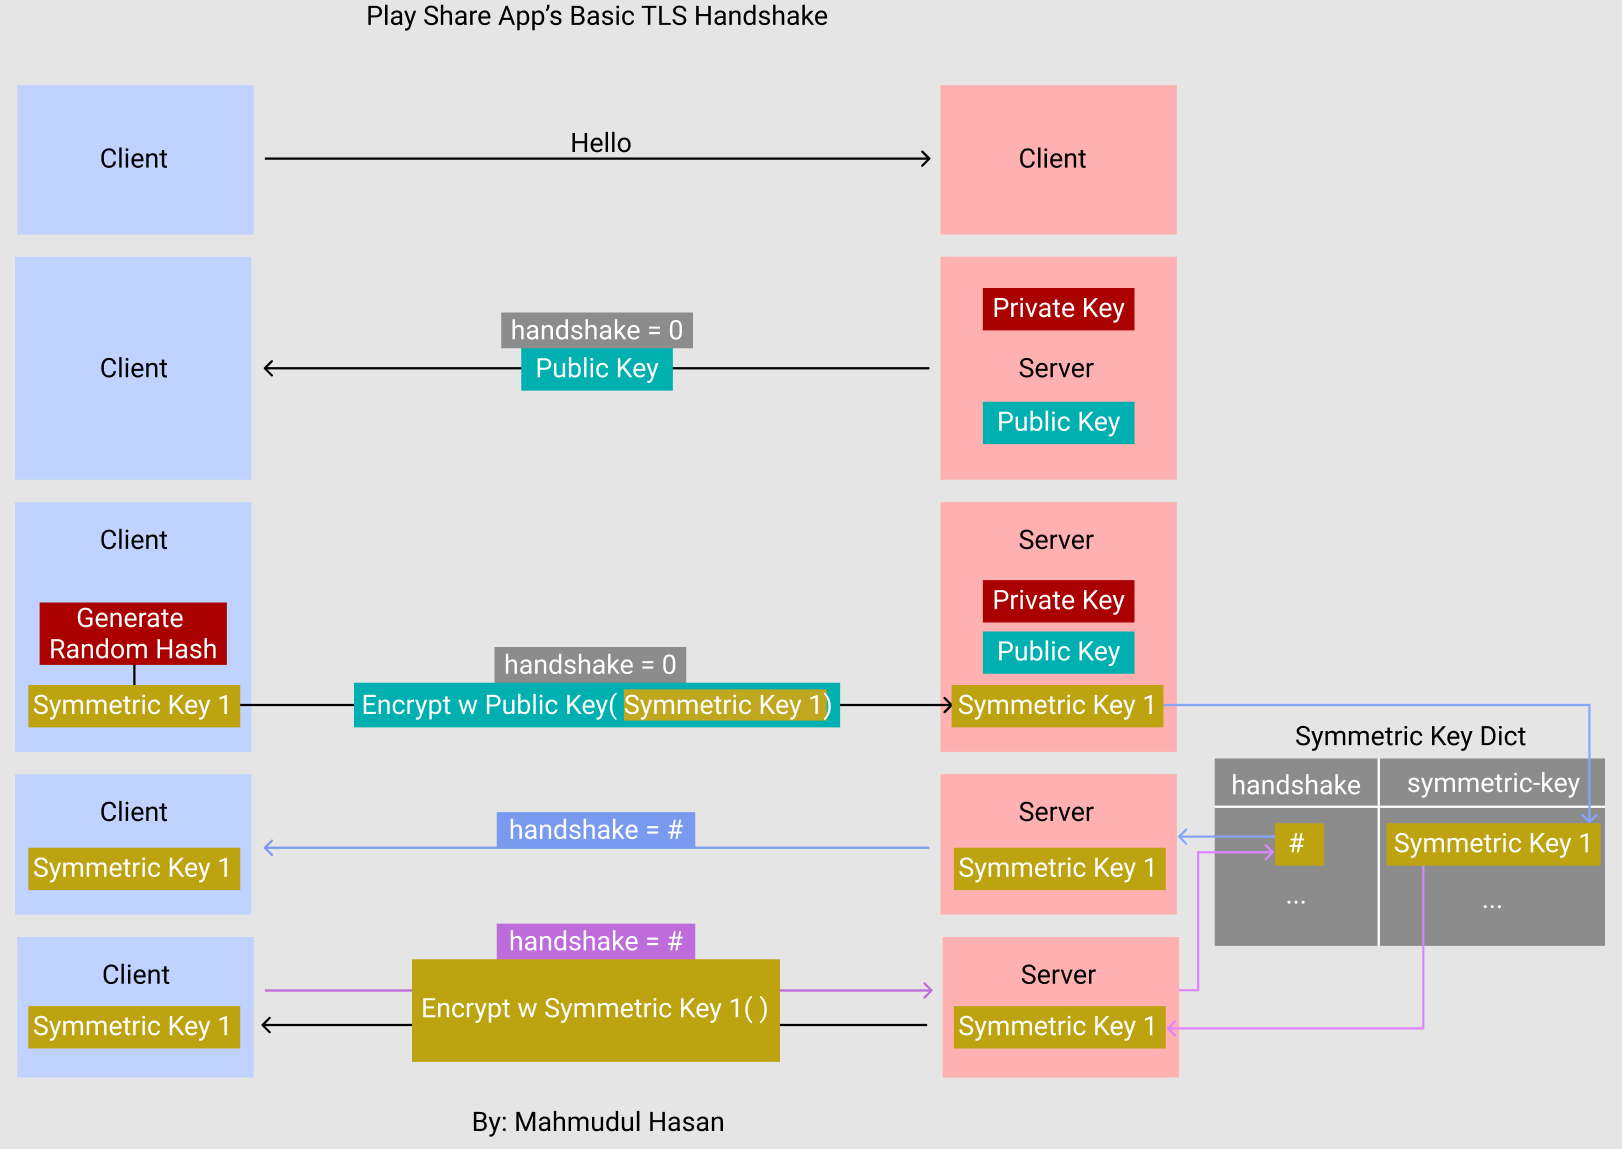 Play Share App’s Basic TLS Handshake
Client
Hello
Client
Client
handshake = 0
Public Key
Private Key
Server
Public Key
Client
Generate
Random Hash
Symmetric Key 1
handshake = 0
Encrypt w Public Key( Symmetric Key 1)
Server
Private Key
Public Key
Symmetric Key 1
Symmetric Key Dict
handshake
symmetric-key
#
Symmetric Key 1
...
...
Client
Symmetric Key 1
handshake = #
Server
Symmetric Key 1
Client
Symmetric Key 1
handshake = #
Encrypt w Symmetric Key 1( )
Server
Symmetric Key 1
By: Mahmudul Hasan